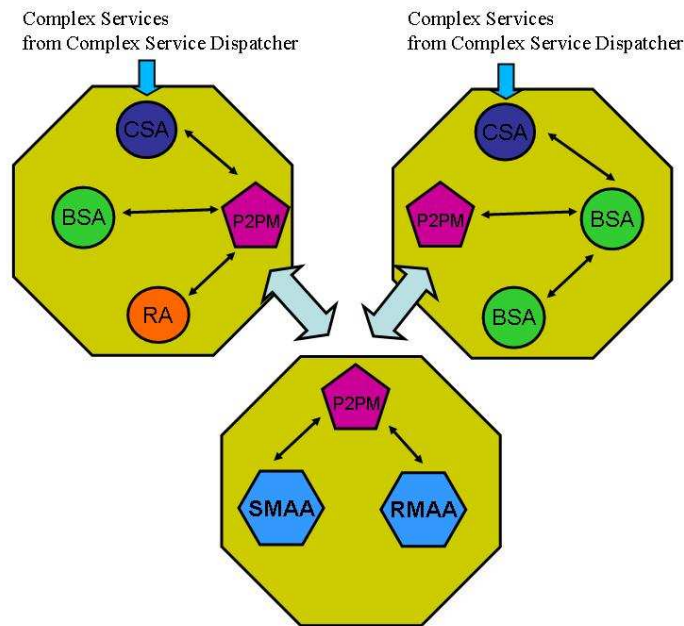 Complex Services
from Complex Service Dispatcher
Complex Services
from Complex Service Dispatcher
CSA
BSA
P2PM
RA
CSA
P2PM
BSA
BSA
P2PM
SMAA
RMAA